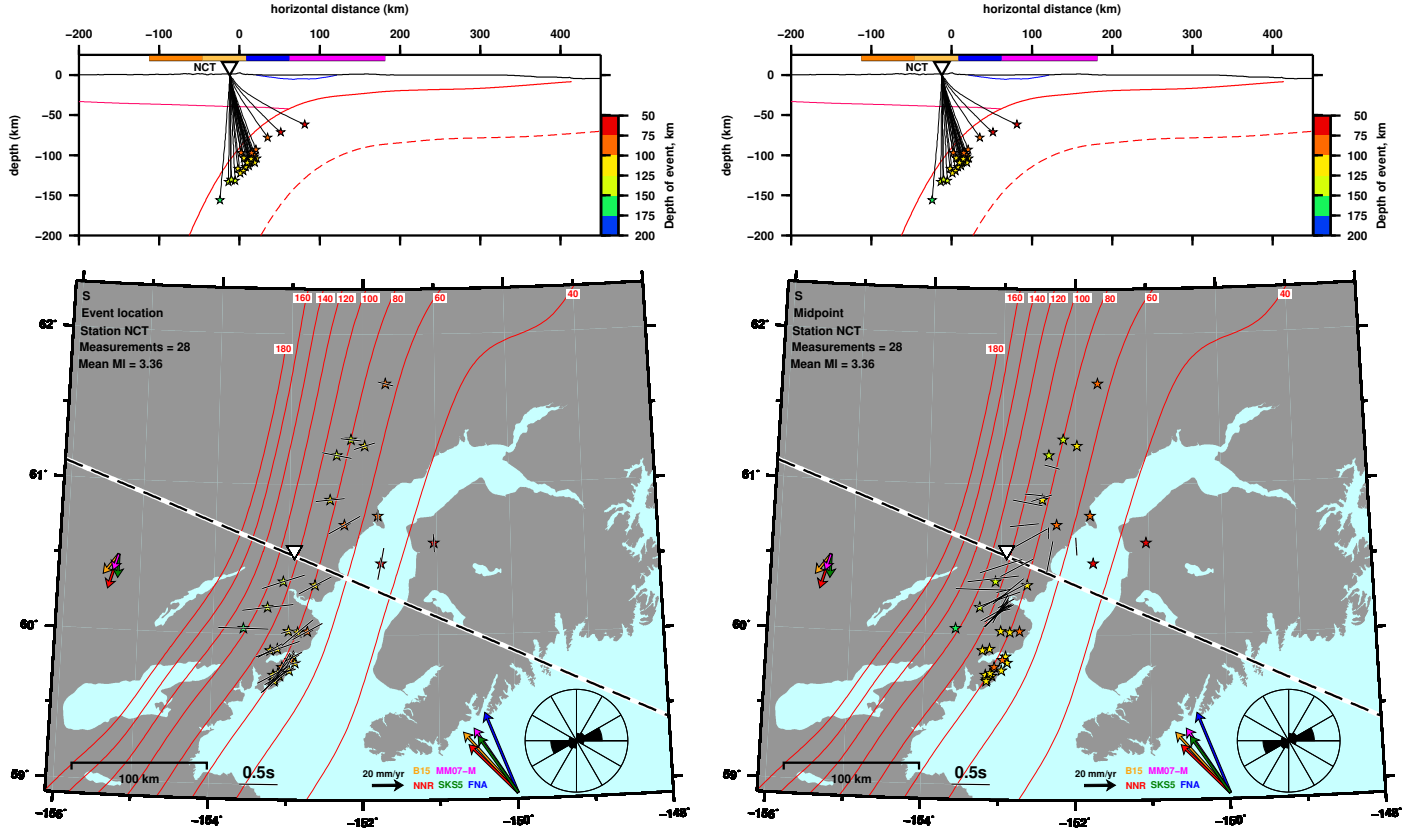 horizontal distance (km)
−200 −100 0 100 200 300 400
NCT
0
−50
−100
−150
−200
depth (km)
50
75
100
125
150
175
200
Depth of event, km
S
Event location
Station NCT
Measurements = 28
Mean MI = 3.36
160 140 120 100 80 60 40
180
62˚
61˚
60˚
59˚
100 km
0.5s
20 mm/yr
B15 MM07−M
NNR SKS5 FNA
−156˚ −154˚ −152˚ −150˚ −148˚
horizontal distance (km)
−200 −100 0 100 200 300 400
NCT
0
−50
−100
−150
−200
depth (km)
50
75
100
125
150
175
200
Depth of event, km
S
Midpoint
Station NCT
Measurements = 28
Mean MI = 3.36
160 140 120 100 80 60 40
180
62˚
61˚
60˚
59˚
100 km
0.5s
20 mm/yr
B15 MM07−M
NNR SKS5 FNA
−156˚ −154˚ −152˚ −150˚ −148˚